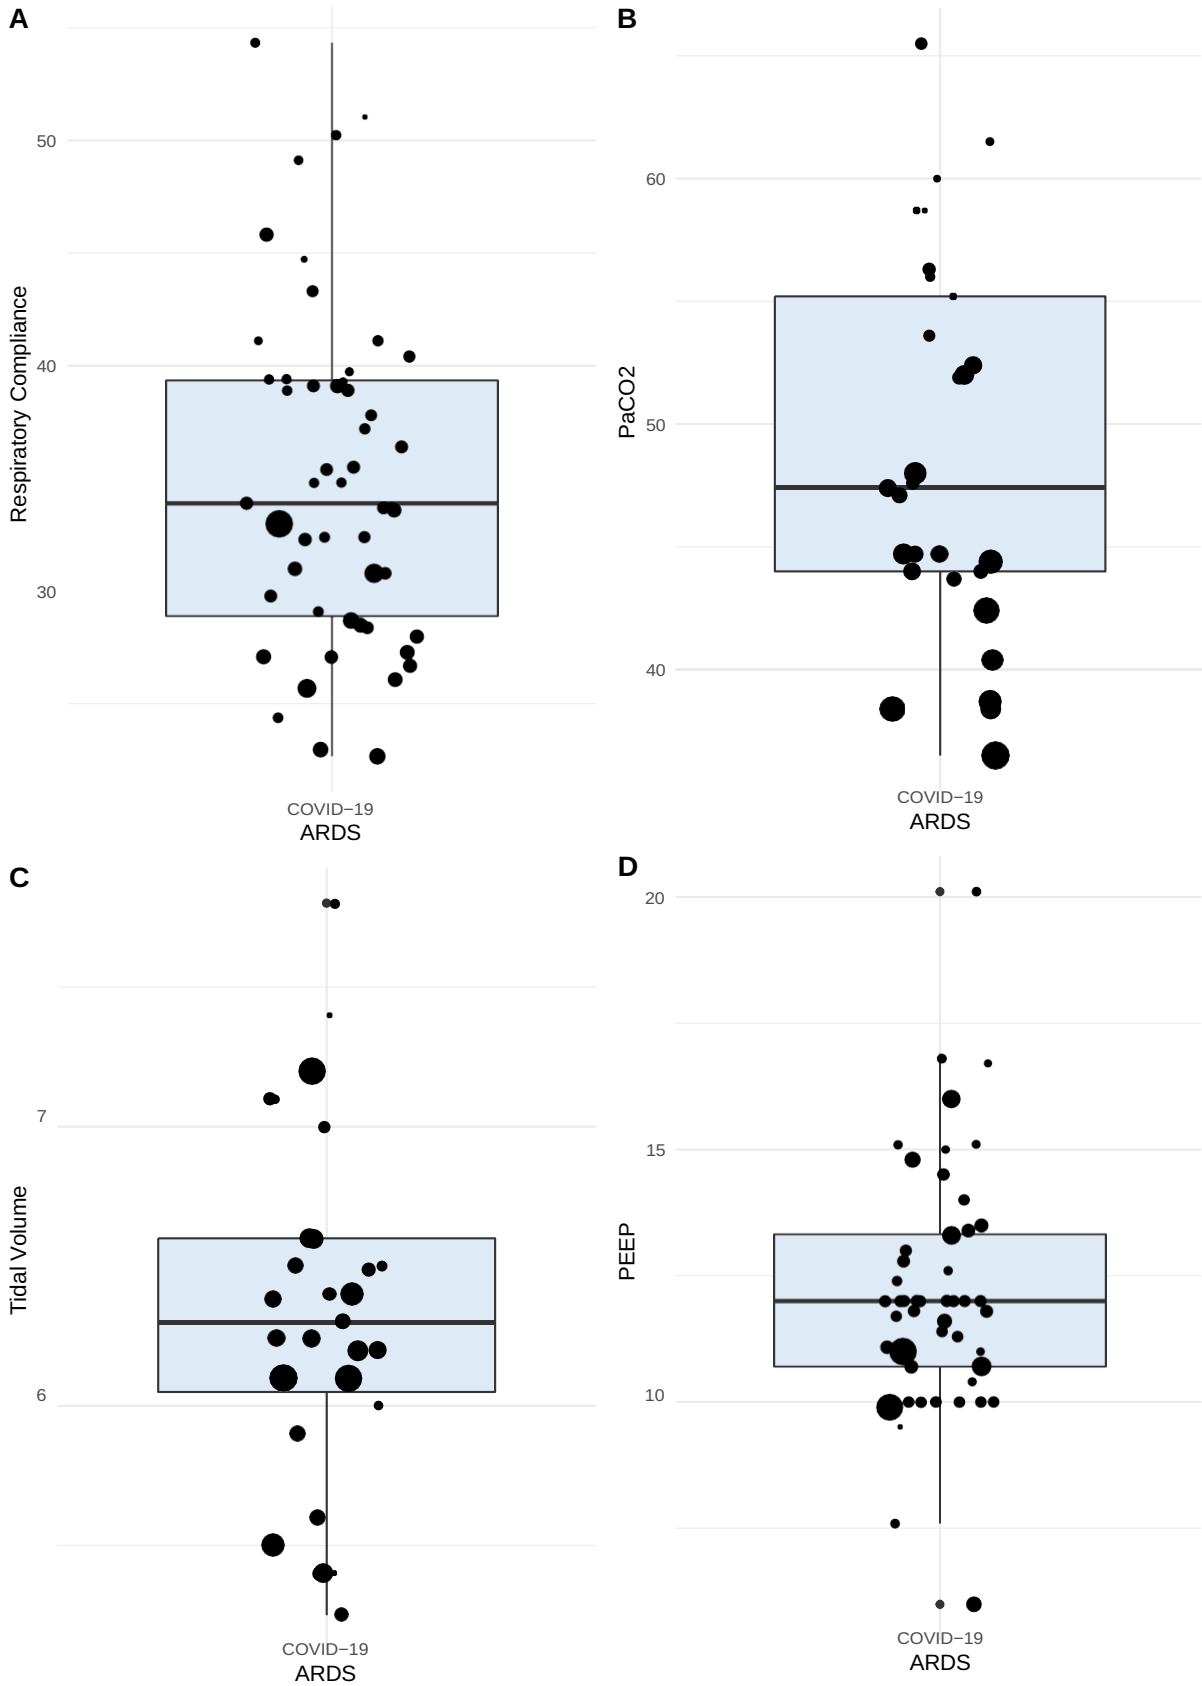 A
50
40
30
Respiratory Compliance
COVID−19
ARDS
B
60
50
40
PaCO2
COVID−19
ARDS
C
7
6
Tidal Volume
COVID−19
ARDS
D
20
15
10
PEEP
COVID−19
ARDS